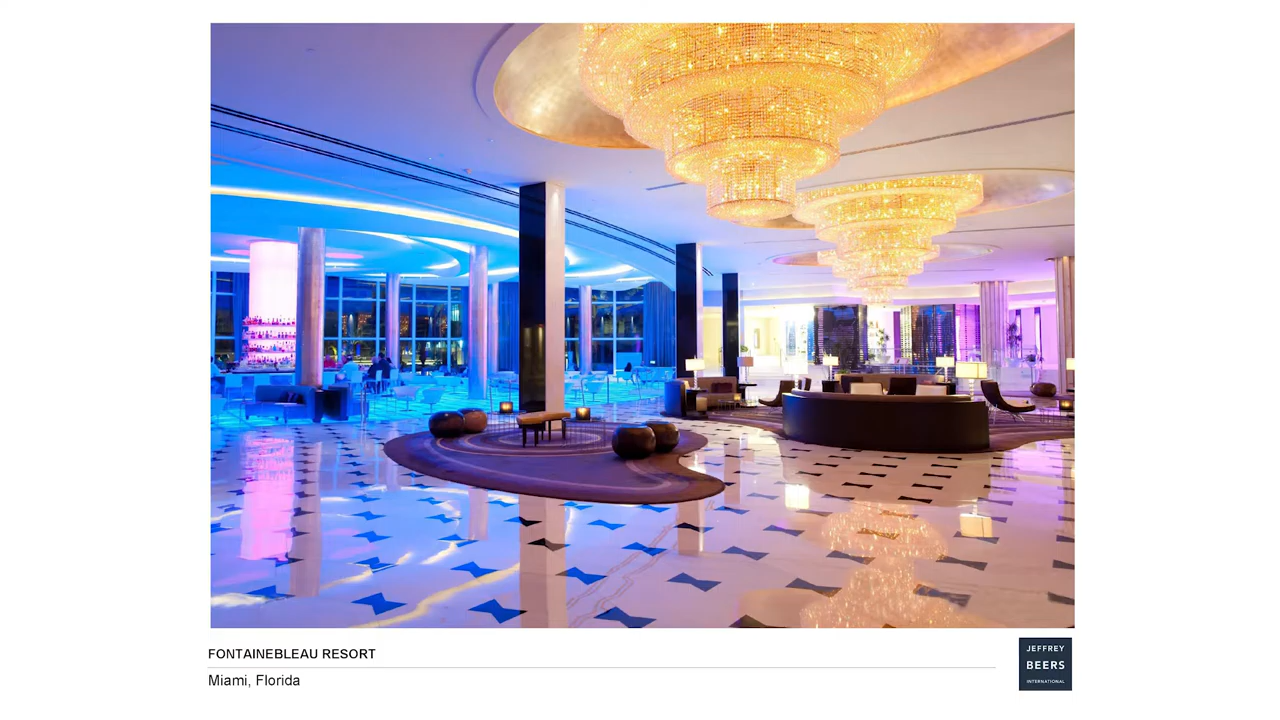 FONTAINEBLEAU RESORT
Miami, Florida
JEFFREY
BEERS
INTERNATIONAL